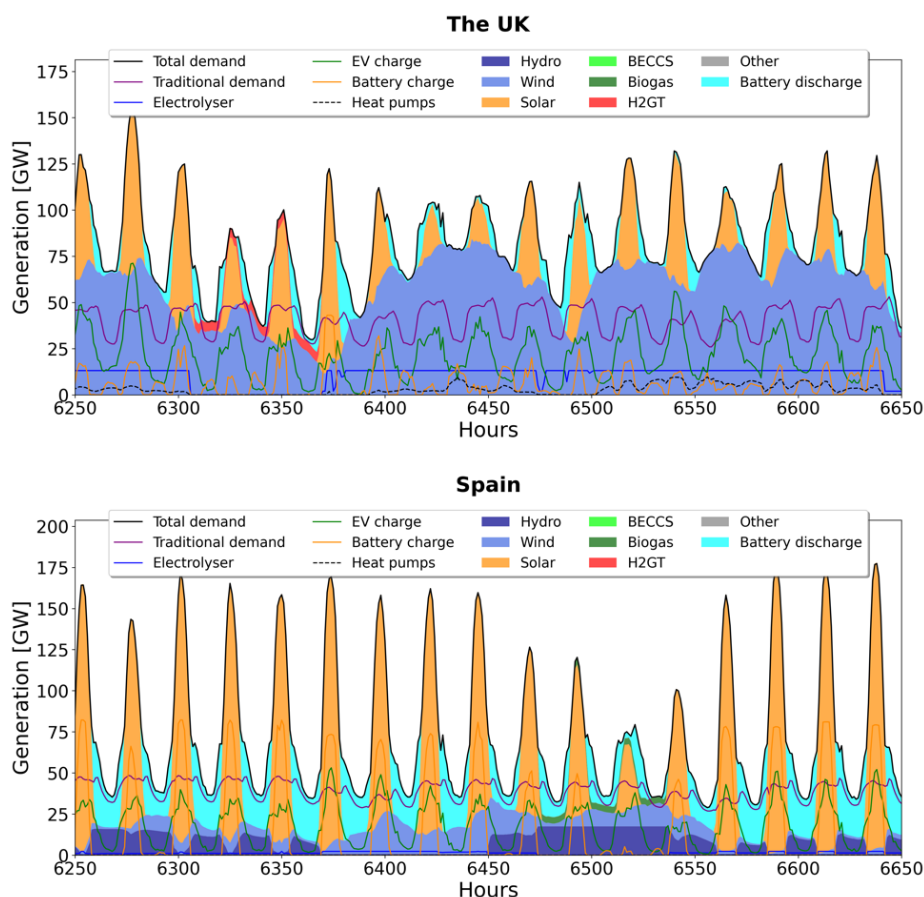 The UK
Total demand EV charge Hydro BECCS Other
Traditional demand Battery charge Wind Biogas Battery discharge
Electrolyser Heat pumps Solar H2GT
Generation [GW]
175
150
125
100
75
50
25
0
6250 6300 6350 6400 6450 6500 6550 6600 6650
Hours
Spain
Total demand EV charge Hydro BECCS Other
Traditional demand Battery charge Wind Biogas Battery discharge
Electrolyser Heat pumps Solar H2GT
Generation [GW]
200
175
150
125
100
75
50
25
0
6250 6300 6350 6400 6450 6500 6550 6600 6650
Hours